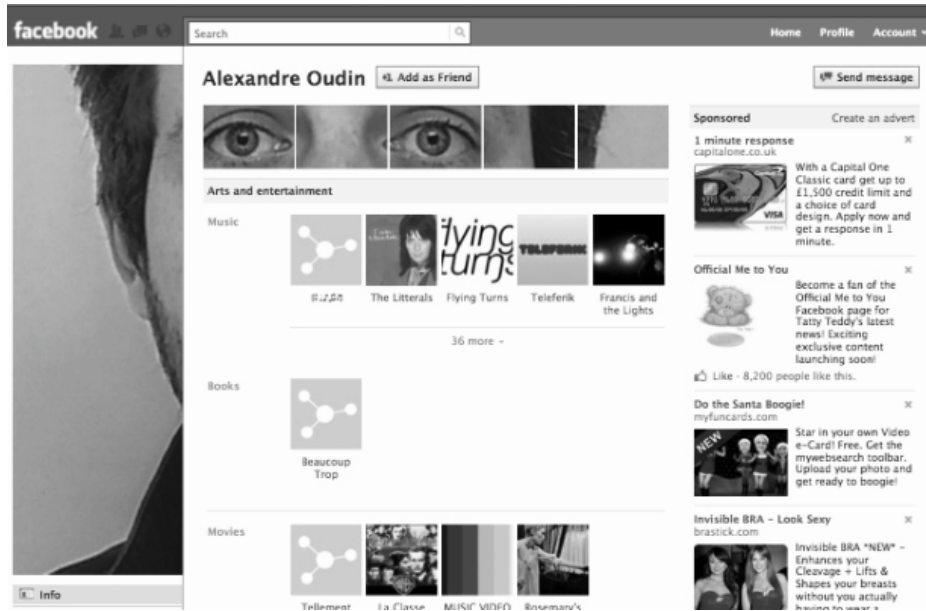 facebook
Search
Home Profile Account
Alexandre Oudin
+1 Add as Friend
Send message
Arts and entertainment
Music
I am
flying
turns
TELEFERIK
The Litterals
Flying Turns
Teleferik
Francis and
the Lights
36 more
Books
Beaucoup
Trop
Movies
Tellement
La Classe
MUSIC VIDEO
Rosemary's
Info
Sponsored
Create an advert
1 minute response
capitalone.co.uk
VISA
With a Capital One
Classic card get up to
£1,500 credit limit and
a choice of card
design. Apply now and
get a response in 1
minute.
Official Me to You
Become a fan of the
Official Me to You
Facebook page for
Tatty Teddy's latest
news! Exciting
exclusive content
launching soon!
Like · 8,200 people like this.
Do the Santa Boogie!
myfuncards.com
NEW
Star in your own Video
e-Card! Free. Get the
mywebsearch toolbar.
Upload your photo and
get ready to boogie!
Invisible BRA - Look Sexy
brastick.com
Invisible BRA *NEW* -
Enhances your
Cleavage + Lifts &
Shapes your breasts
without you actually
having to wear a